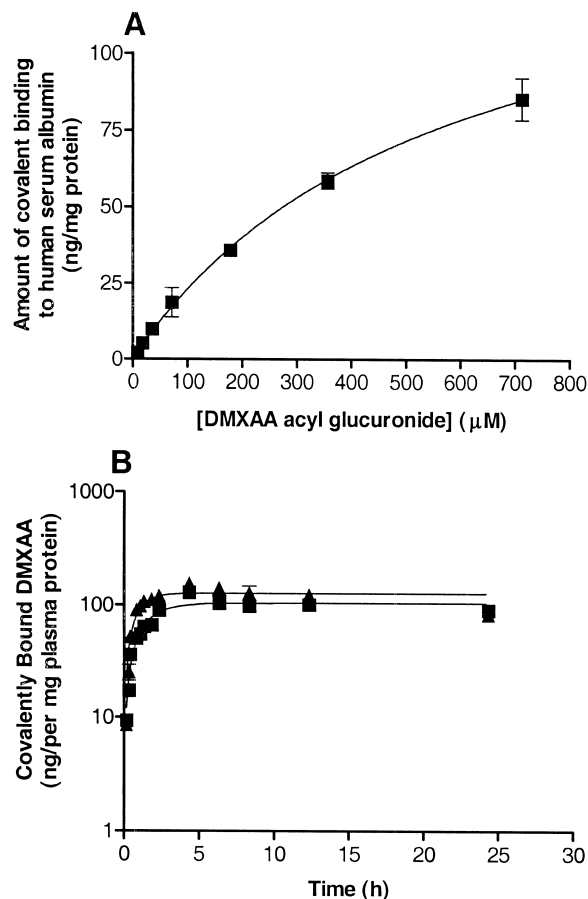 A
Amount of covalent binding
to human serum albumin
(ng/mg protein)
100
75
50
25
0
0 100 200 300 400 500 600 700 800
[DMXAA acyl glucuronide] (μM)
B
Covalently Bound DMXAA
(ng/per mg plasma protein)
1000
100
10
1
0 5 10 15 20 25 30
Time (h)